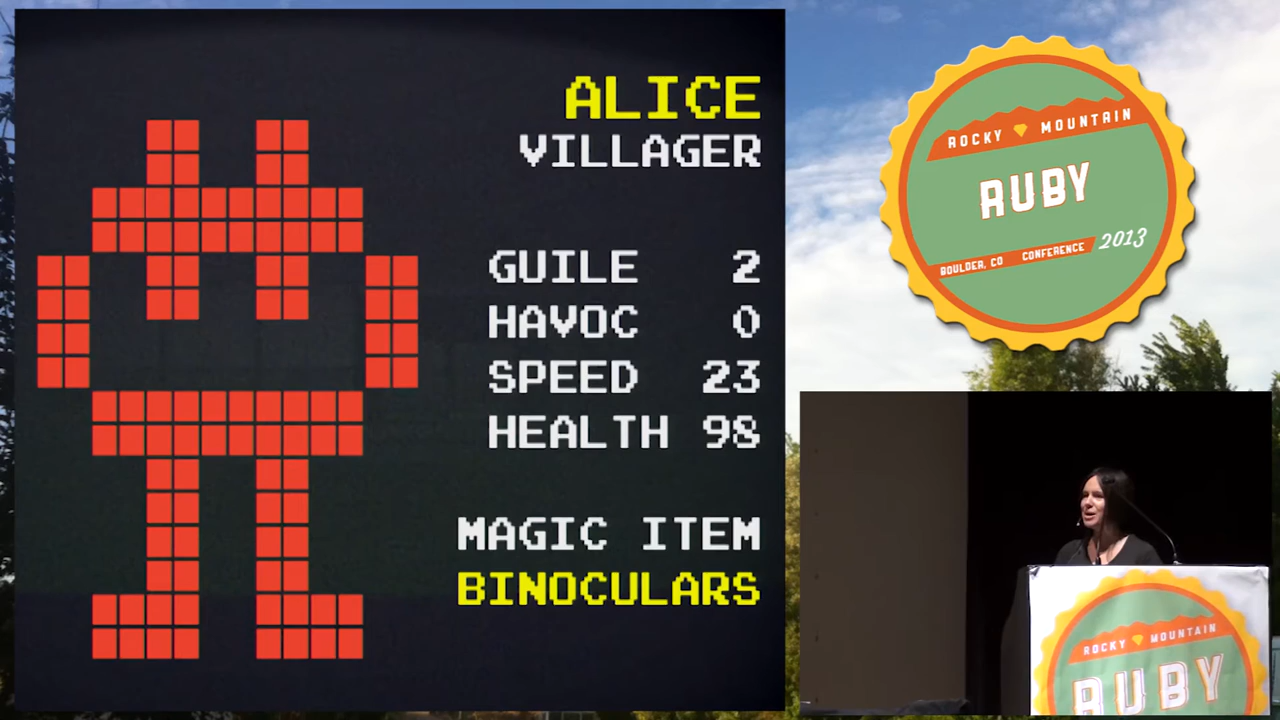 ALICE
VILLAGER
GUILE 2
HAVOC 0
SPEED 23
HEALTH 98
MAGIC ITEM
BINOCULARS
ROCKY MOUNTAIN
RUBY
BOULDER, CO CONFERENCE 2013
ROCKY MOUNTAIN
RUBY